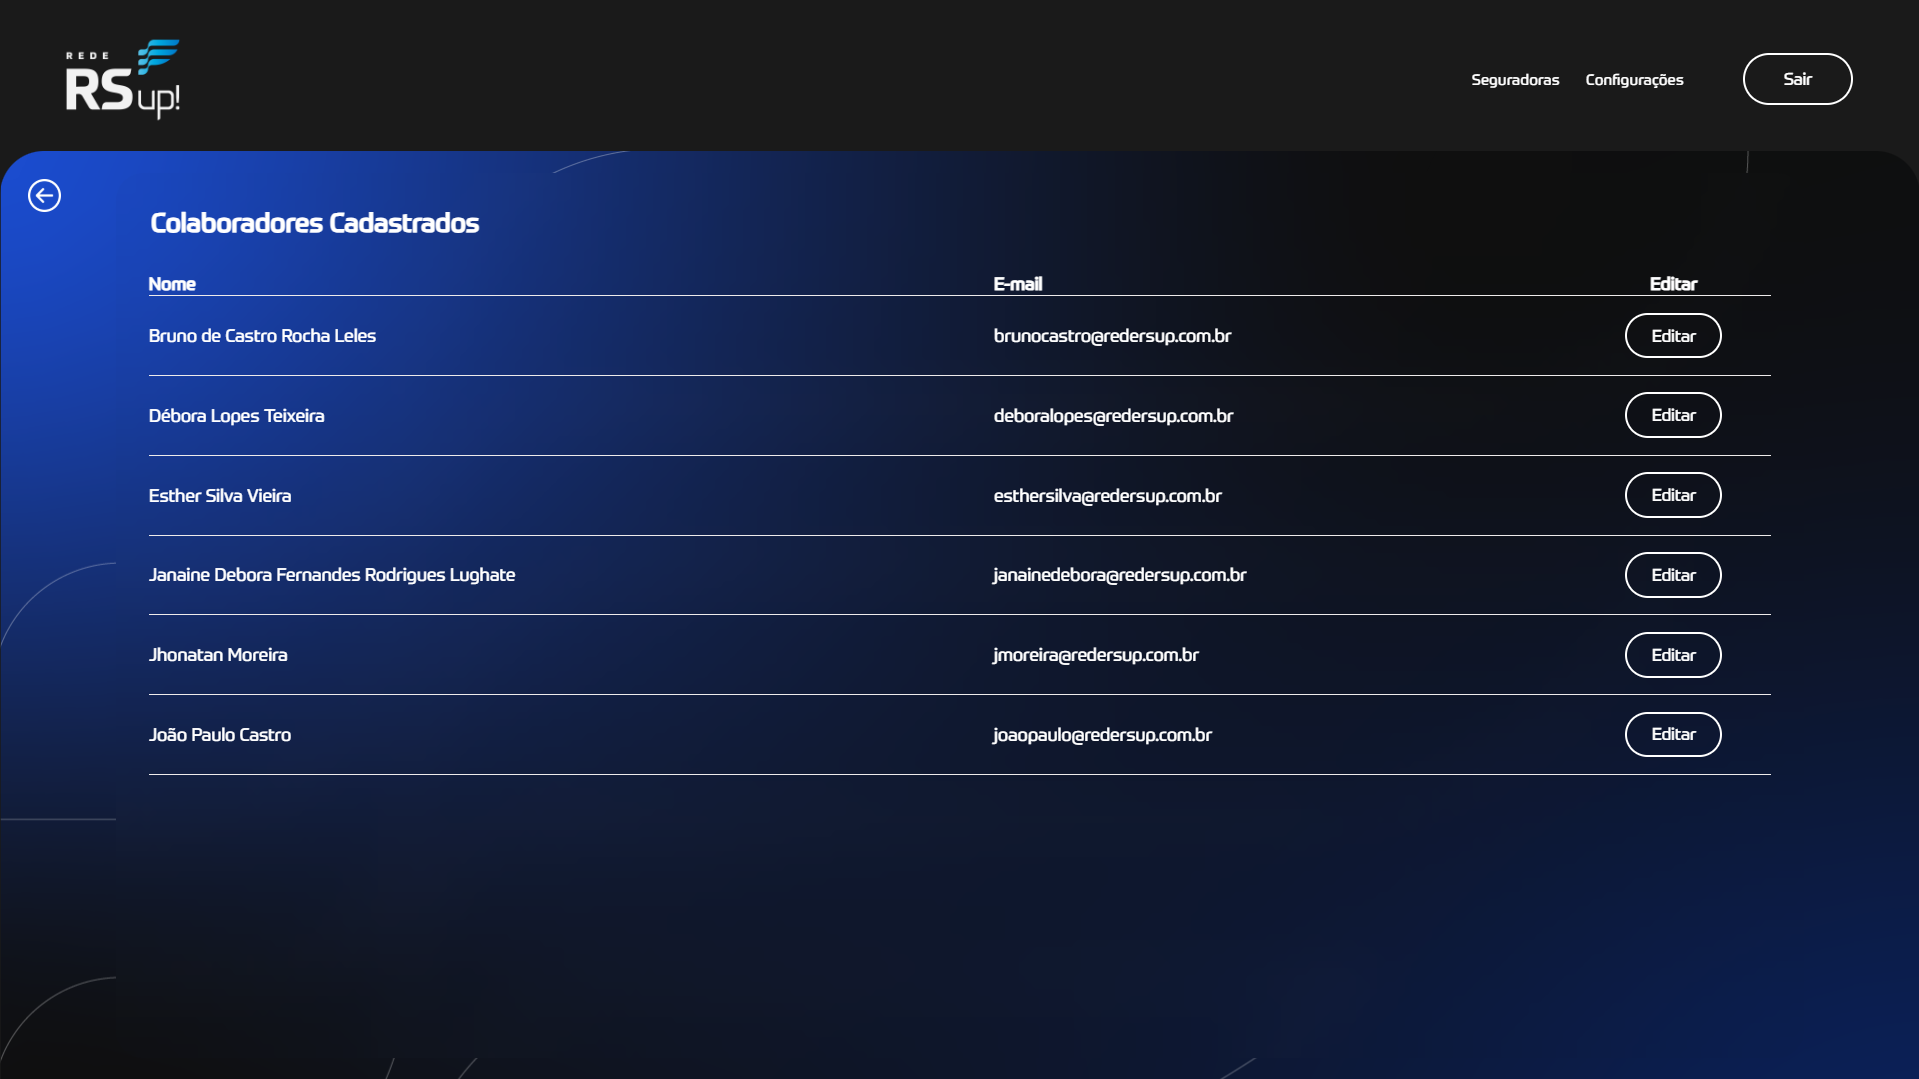 REDE
RS up!
Seguradoras Configurações Sair
Colaboradores Cadastrados
Nome E-mail Editar
Bruno de Castro Rocha Leles brunocastro@redersup.com.br Editar
Débora Lopes Teixeira deboralopes@redersup.com.br Editar
Esther Silva Vieira esthersilva@redersup.com.br Editar
Janaine Debora Fernandes Rodrigues Lughate janainedebora@redersup.com.br Editar
Jhonatan Moreira jmoreira@redersup.com.br Editar
João Paulo Castro joaopaulo@redersup.com.br Editar